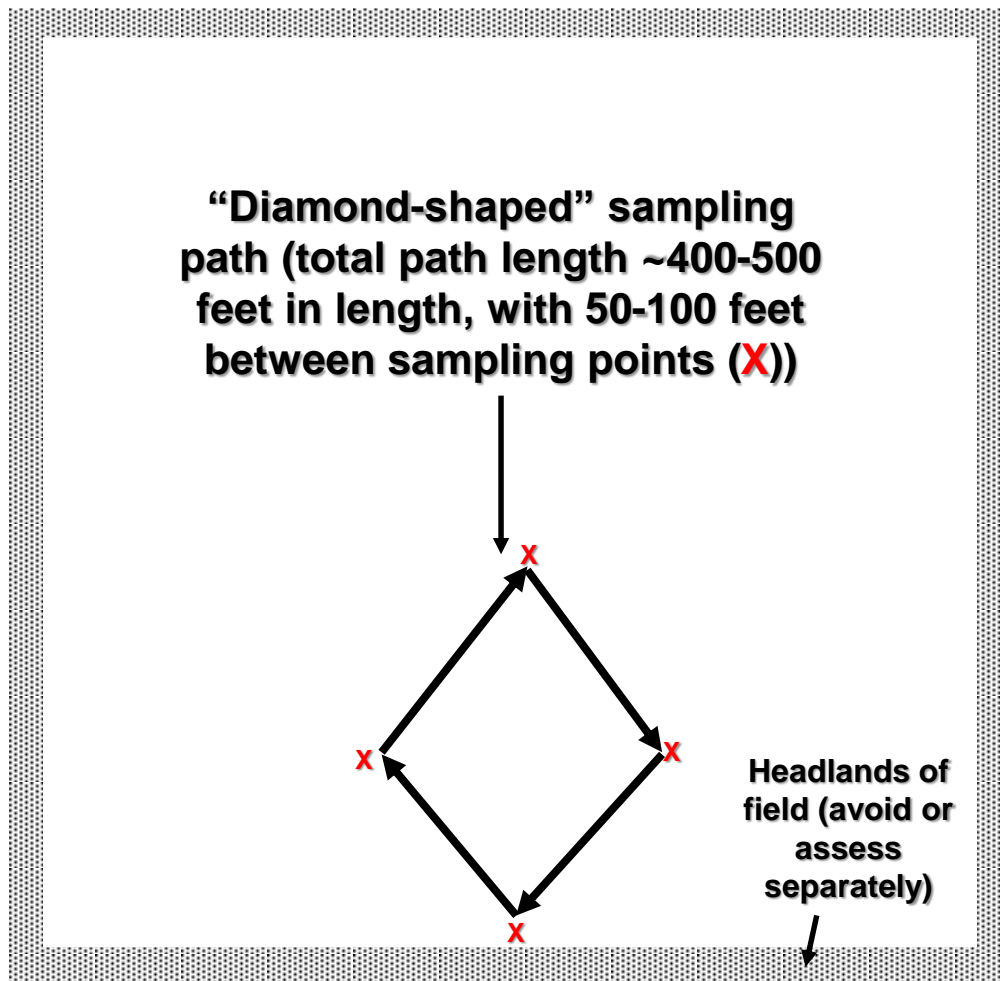 “Diamond-shaped” sampling
path (total path length ~400-500
feet in length, with 50-100 feet
between sampling points (X))
X
X
X
X
Headlands of
field (avoid or
assess
separately)